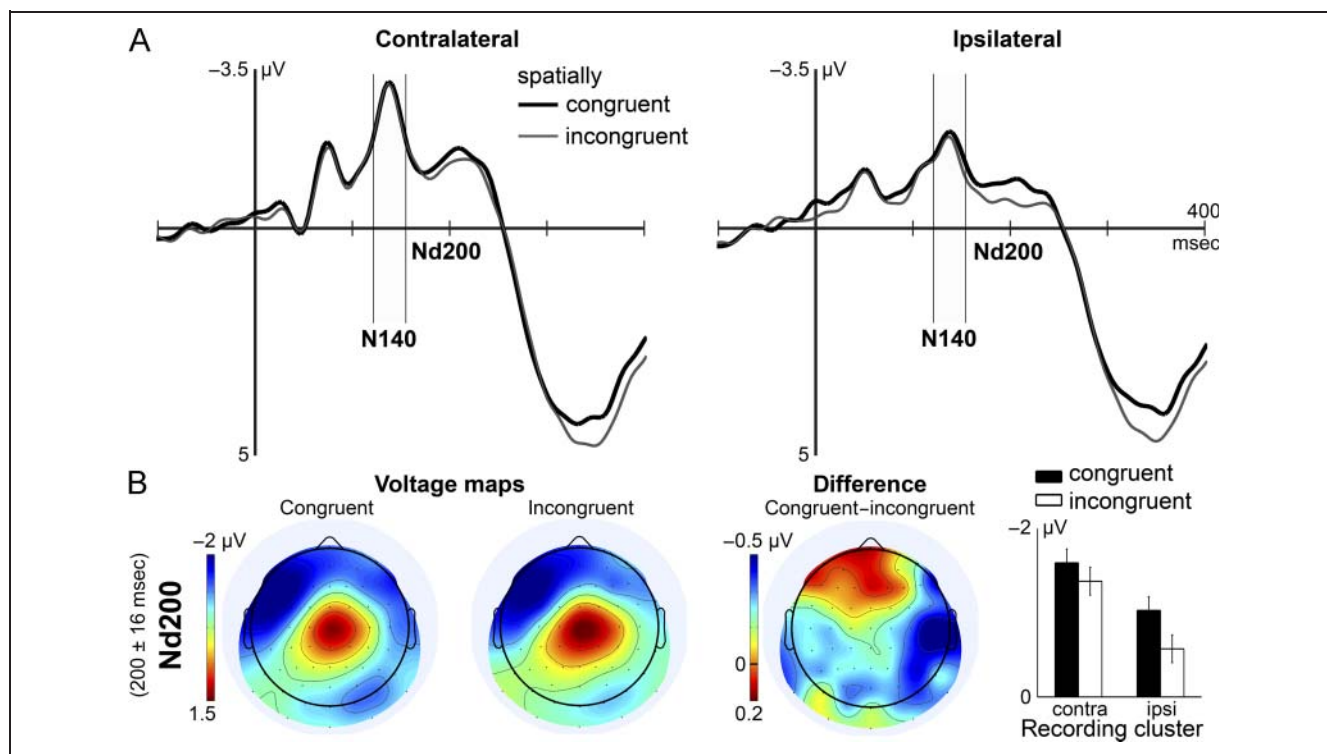 A
Contralateral
Ipsilateral
–3.5 µV
spatially
congruent
incongruent
Nd200
N140
5
–3.5 µV
400
msec
Nd200
N140
5
B
Voltage maps
Congruent
Incongruent
Difference
Congruent–incongruent
(200 ± 16 msec)
Nd200
–2 µV
1.5
–0.5 µV
0
0.2
congruent
incongruent
–2
µV
0
contra ipsi
Recording cluster